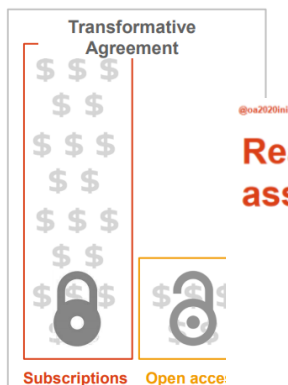 Transformative
Agreement
$ $ $
$ $
$ $ $
$ $
$ $ $
$ $
$ $ $
$ $
@oa2020ini
Re
ass
Subscriptions
Open acce